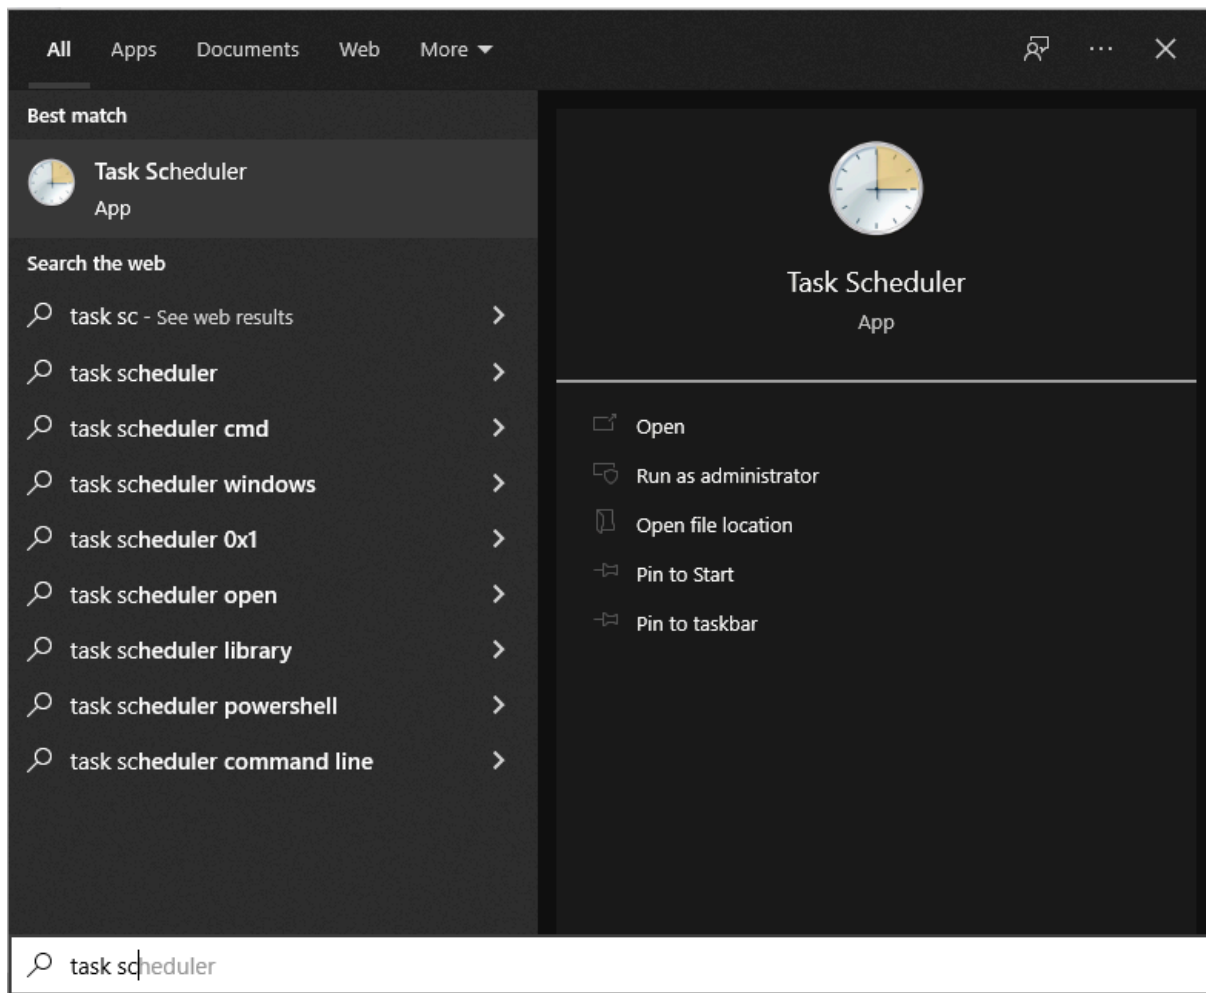 All Apps Documents Web More
Best match
Task Scheduler
App
Search the web
task sc - See web results
task scheduler
task scheduler cmd
task scheduler windows
task scheduler 0x1
task scheduler open
task scheduler library
task scheduler powershell
task scheduler command line
Task Scheduler
App
Open
Run as administrator
Open file location
Pin to Start
Pin to taskbar
task scheduler